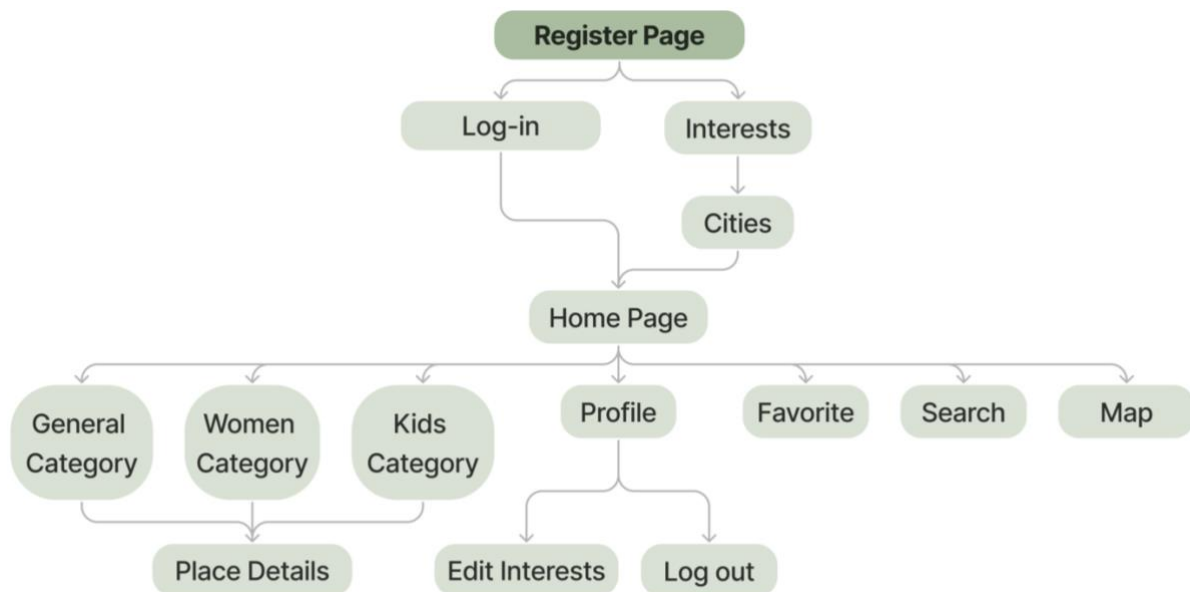 Register Page
Log-in
Interests
Cities
Home Page
General
Category
Women
Category
Kids
Category
Profile
Favorite
Search
Map
Place Details
Edit Interests
Log out